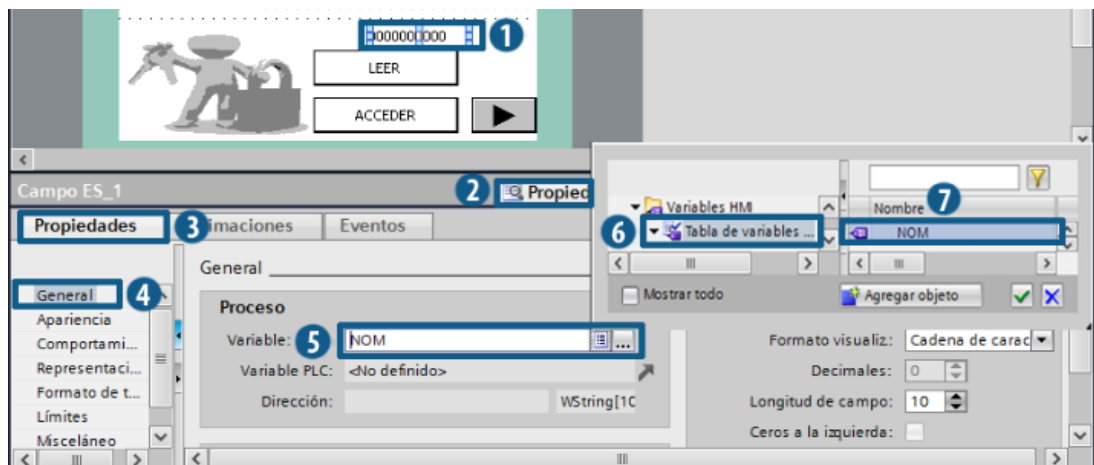 000000000
1
LEER
ACCEDER
Campo ES_1
2
Propied
Propiedades
3
imaciones
Eventos
General
4
Apariencia
Comportami...
Representaci...
Formato de t...
Límites
Misceláneo
General
Proceso
Variable:
5
NOM
...
Variable PLC:
<No definido>
Dirección:
WString[10
Variables HMI
6
Tabla de variables ...
Nombre
7
NOM
Mostrar todo
Agregar objeto
Formato visualiz.:
Cadena de carac
Decimales:
0
Longitud de campo:
10
Ceros a la izquierda: